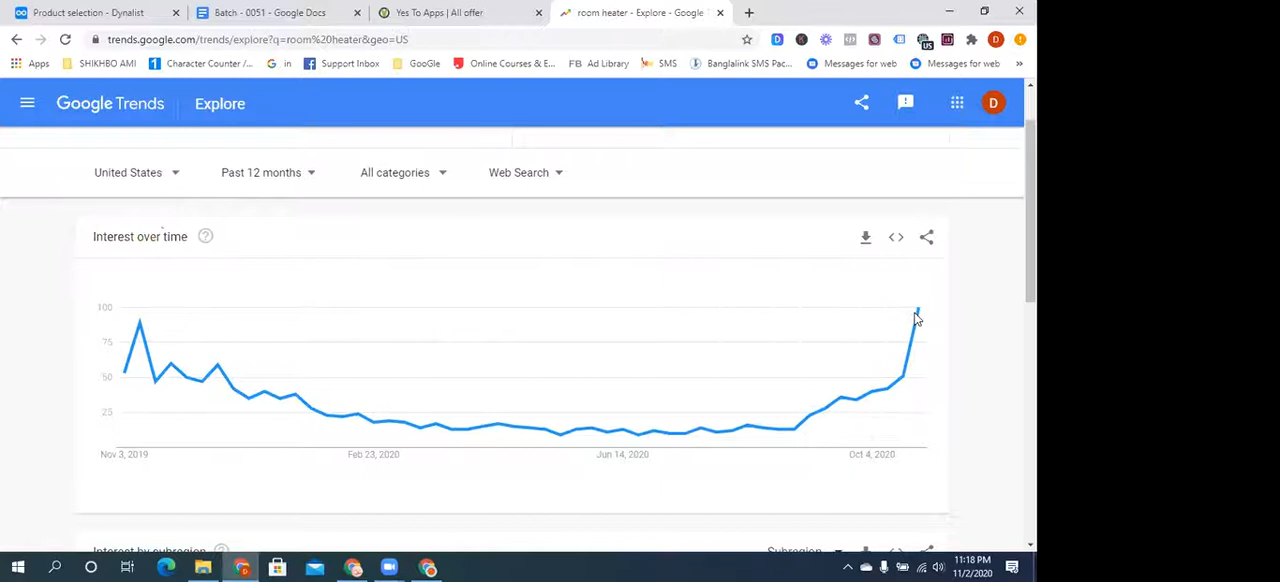 Product selection - Dynalist
Batch - 0051 - Google Docs
Yes To Apps | All offer
room heater - Explore - Google
trends.google.com/trends/explore?q=room%20heater&geo=US
Apps
SHIKHBO AMI
Character Counter /...
in
Support Inbox
GooGle
Online Courses & E...
FB Ad Library
SMS
Banglalink SMS Pac...
Messages for web
Messages for web
»
Google Trends
Explore
D
United States
Past 12 months
All categories
Web Search
Interest over time
100
75
50
25
Nov 3, 2019
Feb 23, 2020
Jun 14, 2020
Oct 4, 2020
Interest by subregion
Subregion
11:18 PM
11/2/2020